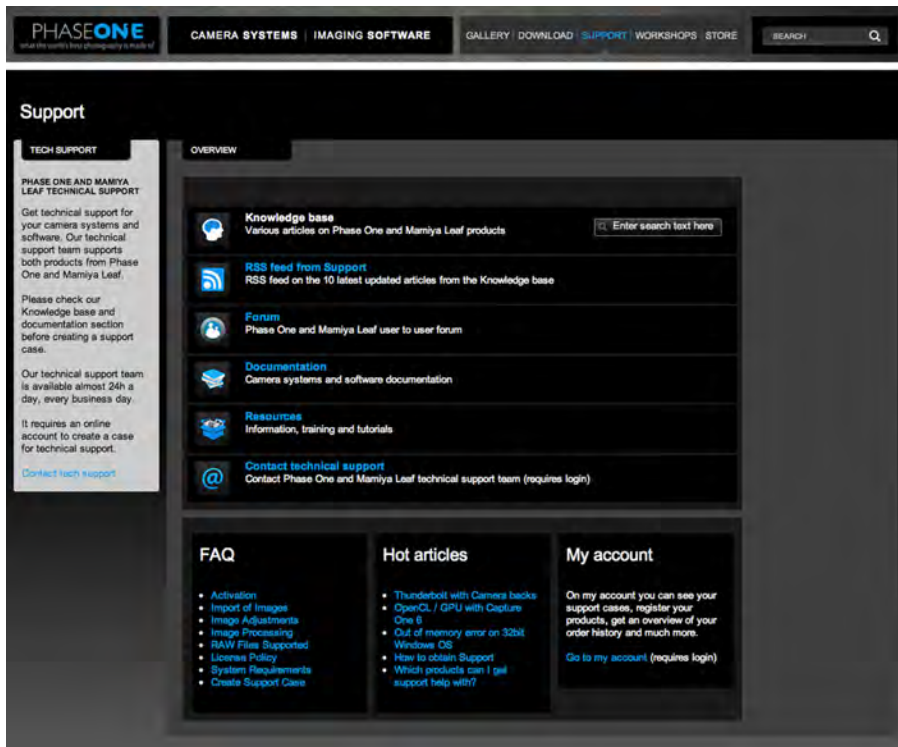 PHASEONE
what the world's best photography is made of
CAMERA SYSTEMS | IMAGING SOFTWARE
GALLERY | DOWNLOAD | SUPPORT | WORKSHOPS | STORE
SEARCH
Support
TECH SUPPORT
PHASE ONE AND MAMIYA
LEAF TECHNICAL SUPPORT
Get technical support for
your camera systems and
software. Our technical
support team supports
both products from Phase
One and Mamiya Leaf.
Please check our
Knowledge base and
documentation section
before creating a support
case.
Our technical support team
is available almost 24h a
day, every business day.
It requires an online
account to create a case
for technical support.
Contact tech support
OVERVIEW
Knowledge base
Various articles on Phase One and Mamiya Leaf products
Enter search text here
RSS feed from Support
RSS feed on the 10 latest updated articles from the Knowledge base
Forum
Phase One and Mamiya Leaf user to user forum
Documentation
Camera systems and software documentation
Resources
Information, training and tutorials
@
Contact technical support
Contact Phase One and Mamiya Leaf technical support team (requires login)
FAQ
• Activation
• Import of Images
• Image Adjustments
• Image Processing
• RAW Files Supported
• License Policy
• System Requirements
• Create Support Case
Hot articles
• Thunderbolt with Camera backs
• OpenCL / GPU with Capture
One 6
• Out of memory error on 32bit
Windows OS
• How to obtain Support
• Which products can I get
support help with?
My account
On my account you can see your
support cases, register your
products, get an overview of your
order history and much more.
Go to my account (requires login)